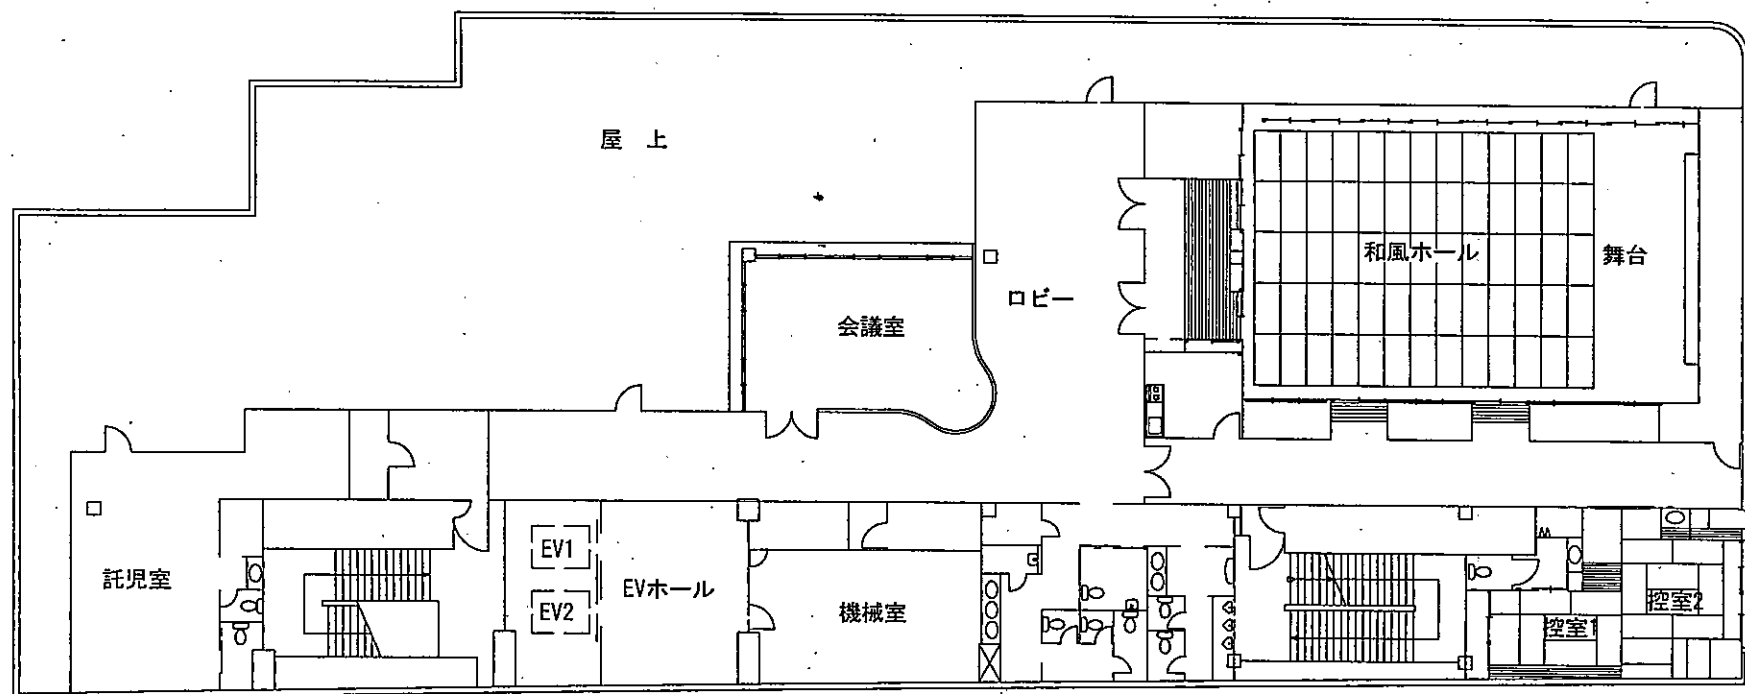 屋 上
和風ホール
舞台
ロビー
会議室
EV1
託児室
EVホール
EV2
機械室
控室2
控室1